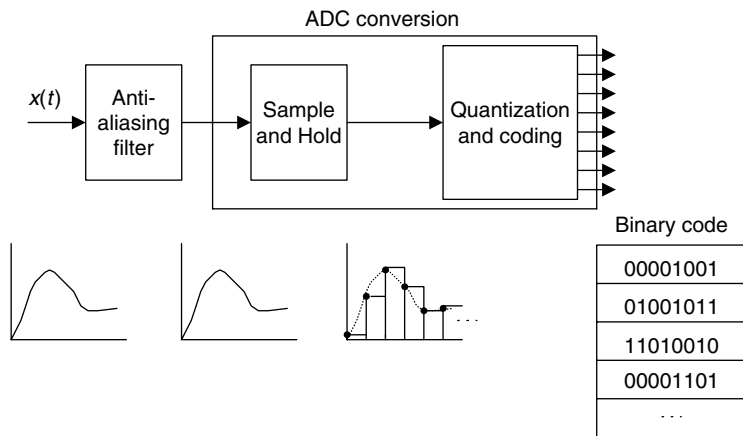 ADC conversion
x(t)
Anti-
aliasing
filter
Sample
and Hold
Quantization
and coding
Binary code
00001001
01001011
11010010
00001101
. . .
. . .